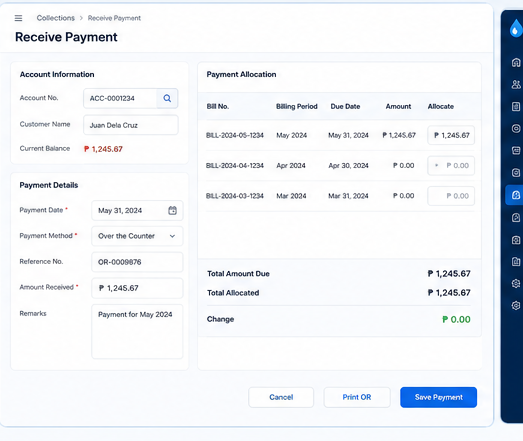 Collections > Receive Payment
Receive Payment
Account Information
Account No. ACC-0001234
Customer Name Juan Dela Cruz
Current Balance ₱ 1,245.67
Payment Details
Payment Date * May 31, 2024
Payment Method * Over the Counter
Reference No. OR-0009876
Amount Received * ₱ 1,245.67
Remarks Payment for May 2024
Payment Allocation
Bill No. Billing Period Due Date Amount Allocate
BILL-2024-05-1234 May 2024 May 31, 2024 ₱ 1,245.67 ₱ 1,245.67
BILL-2024-04-1234 Apr 2024 Apr 30, 2024 ₱ 0.00 ₱ 0.00
BILL-2024-03-1234 Mar 2024 Mar 31, 2024 ₱ 0.00 ₱ 0.00
Total Amount Due ₱ 1,245.67
Total Allocated ₱ 1,245.67
Change ₱ 0.00
Cancel Print OR Save Payment